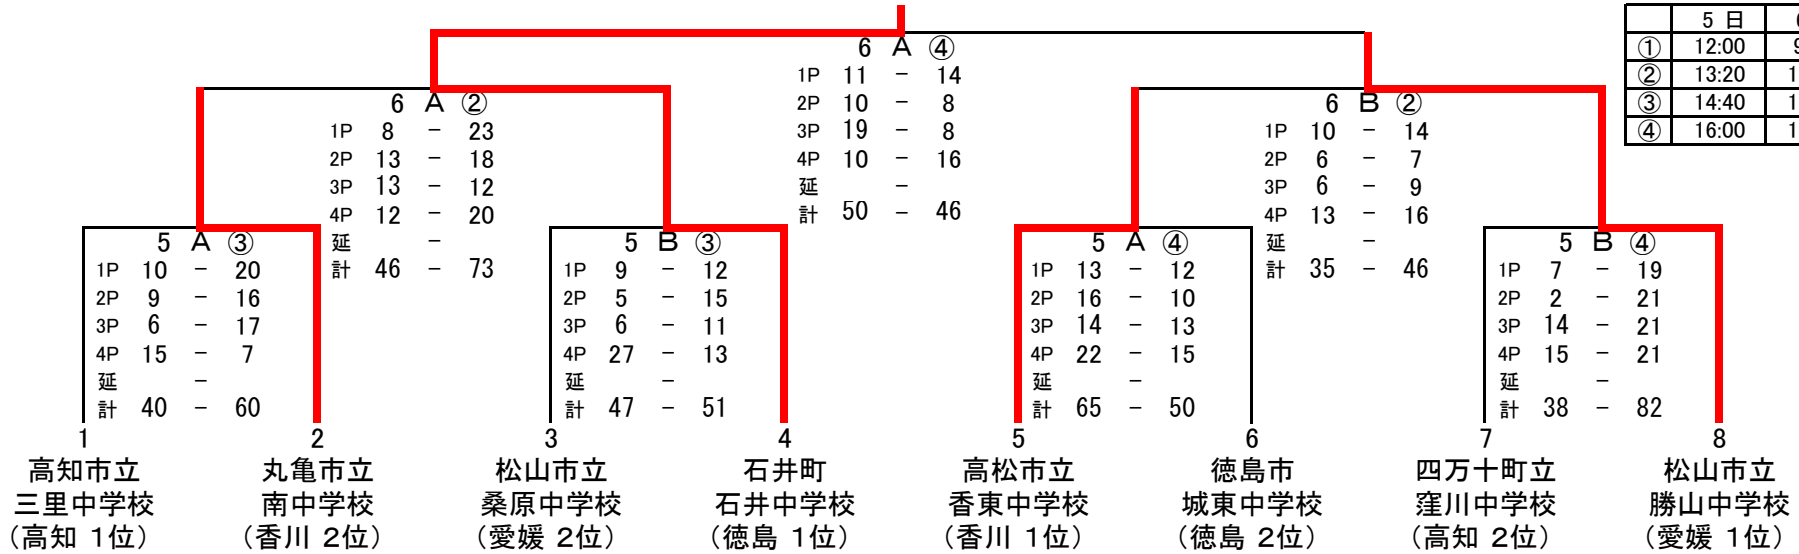 5 日
① 12:00 9
② 13:20 1
③ 14:40 1
④ 16:00 1
6 A ④
1P 11 - 14
2P 10 - 8
3P 19 - 8
4P 10 - 16
延 -
計 50 - 46
6 A ②
1P 8 - 23
2P 13 - 18
3P 13 - 12
4P 12 - 20
延 -
計 46 - 73
6 B ②
1P 10 - 14
2P 6 - 7
3P 6 - 9
4P 13 - 16
延 -
計 35 - 46
5 A ③
1P 10 - 20
2P 9 - 16
3P 6 - 17
4P 15 - 7
延 -
計 40 - 60
5 B ③
1P 9 - 12
2P 5 - 15
3P 6 - 11
4P 27 - 13
延 -
計 47 - 51
5 A ④
1P 13 - 12
2P 16 - 10
3P 14 - 13
4P 22 - 15
延 -
計 65 - 50
5 B ④
1P 7 - 19
2P 2 - 21
3P 14 - 21
4P 15 - 21
延 -
計 38 - 82
1
高知市立
三里中学校
（高知 1位）
2
丸亀市立
南中学校
（香川 2位）
3
松山市立
桑原中学校
（愛媛 2位）
4
石井町
石井中学校
（徳島 1位）
5
高松市立
香東中学校
（香川 1位）
6
徳島市
城東中学校
（徳島 2位）
7
四万十町立
窪川中学校
（高知 2位）
8
松山市立
勝山中学校
（愛媛 1位）